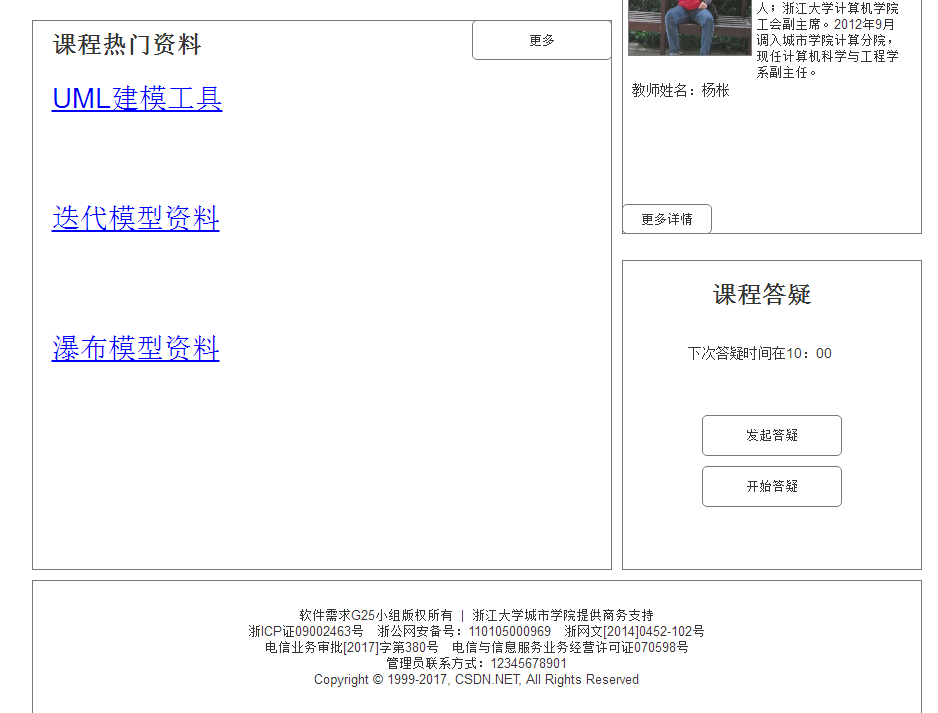 课程热门资料
更多
UML建模工具
迭代模型资料
瀑布模型资料
人；浙江大学计算机学院
工会副主席。2012年9月
调入城市学院计算分院，
现任计算机科学与工程学
系副主任。
教师姓名：杨枨
更多详情
课程答疑
下次答疑时间在10：00
发起答疑
开始答疑
软件需求G25小组版权所有 | 浙江大学城市学院提供商务支持
浙ICP证09002463号 浙公网安备号：110105000969 浙网文[2014]0452-102号
电信业务审批[2017]字第380号 电信与信息服务业务经营许可证070598号
管理员联系方式：12345678901
Copyright © 1999-2017, CSDN.NET, All Rights Reserved